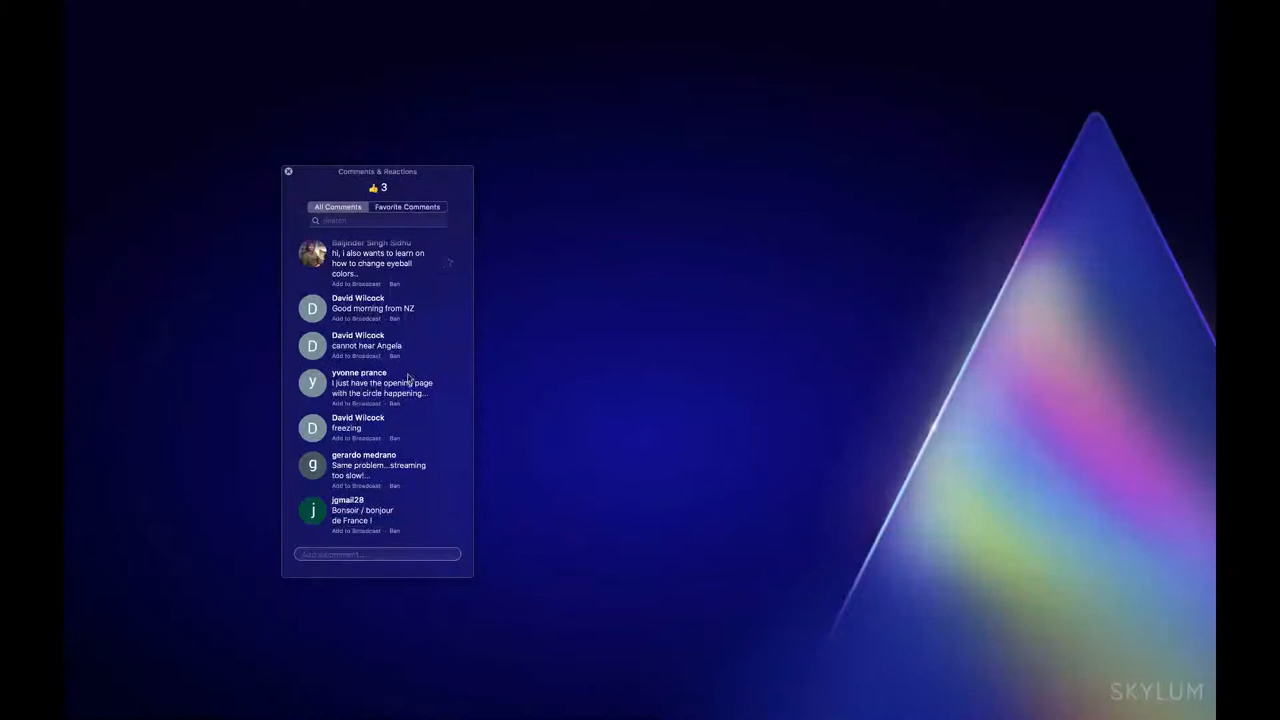 Comments & Reactions
👍 3
All Comments Favorite Comments
Search
Baljinder Singh Sidhu
hi, I also wants to learn on
how to change eyeball
colors..
Add to Broadcast - Ban
D David Wilcock
Good morning from NZ
Add to Broadcast - Ban
D David Wilcock
cannot hear Angela
Add to Broadcast - Ban
y yvonne prance
I just have the opening page
with the circle happening...
Add to Broadcast - Ban
D David Wilcock
freezing
Add to Broadcast - Ban
g gerardo medrano
Same problem...streaming
too slow!...
Add to Broadcast - Ban
j jgmail28
Bonsoir / bonjour
de France !
Add to Broadcast - Ban
Add a comment...
SKYLUM